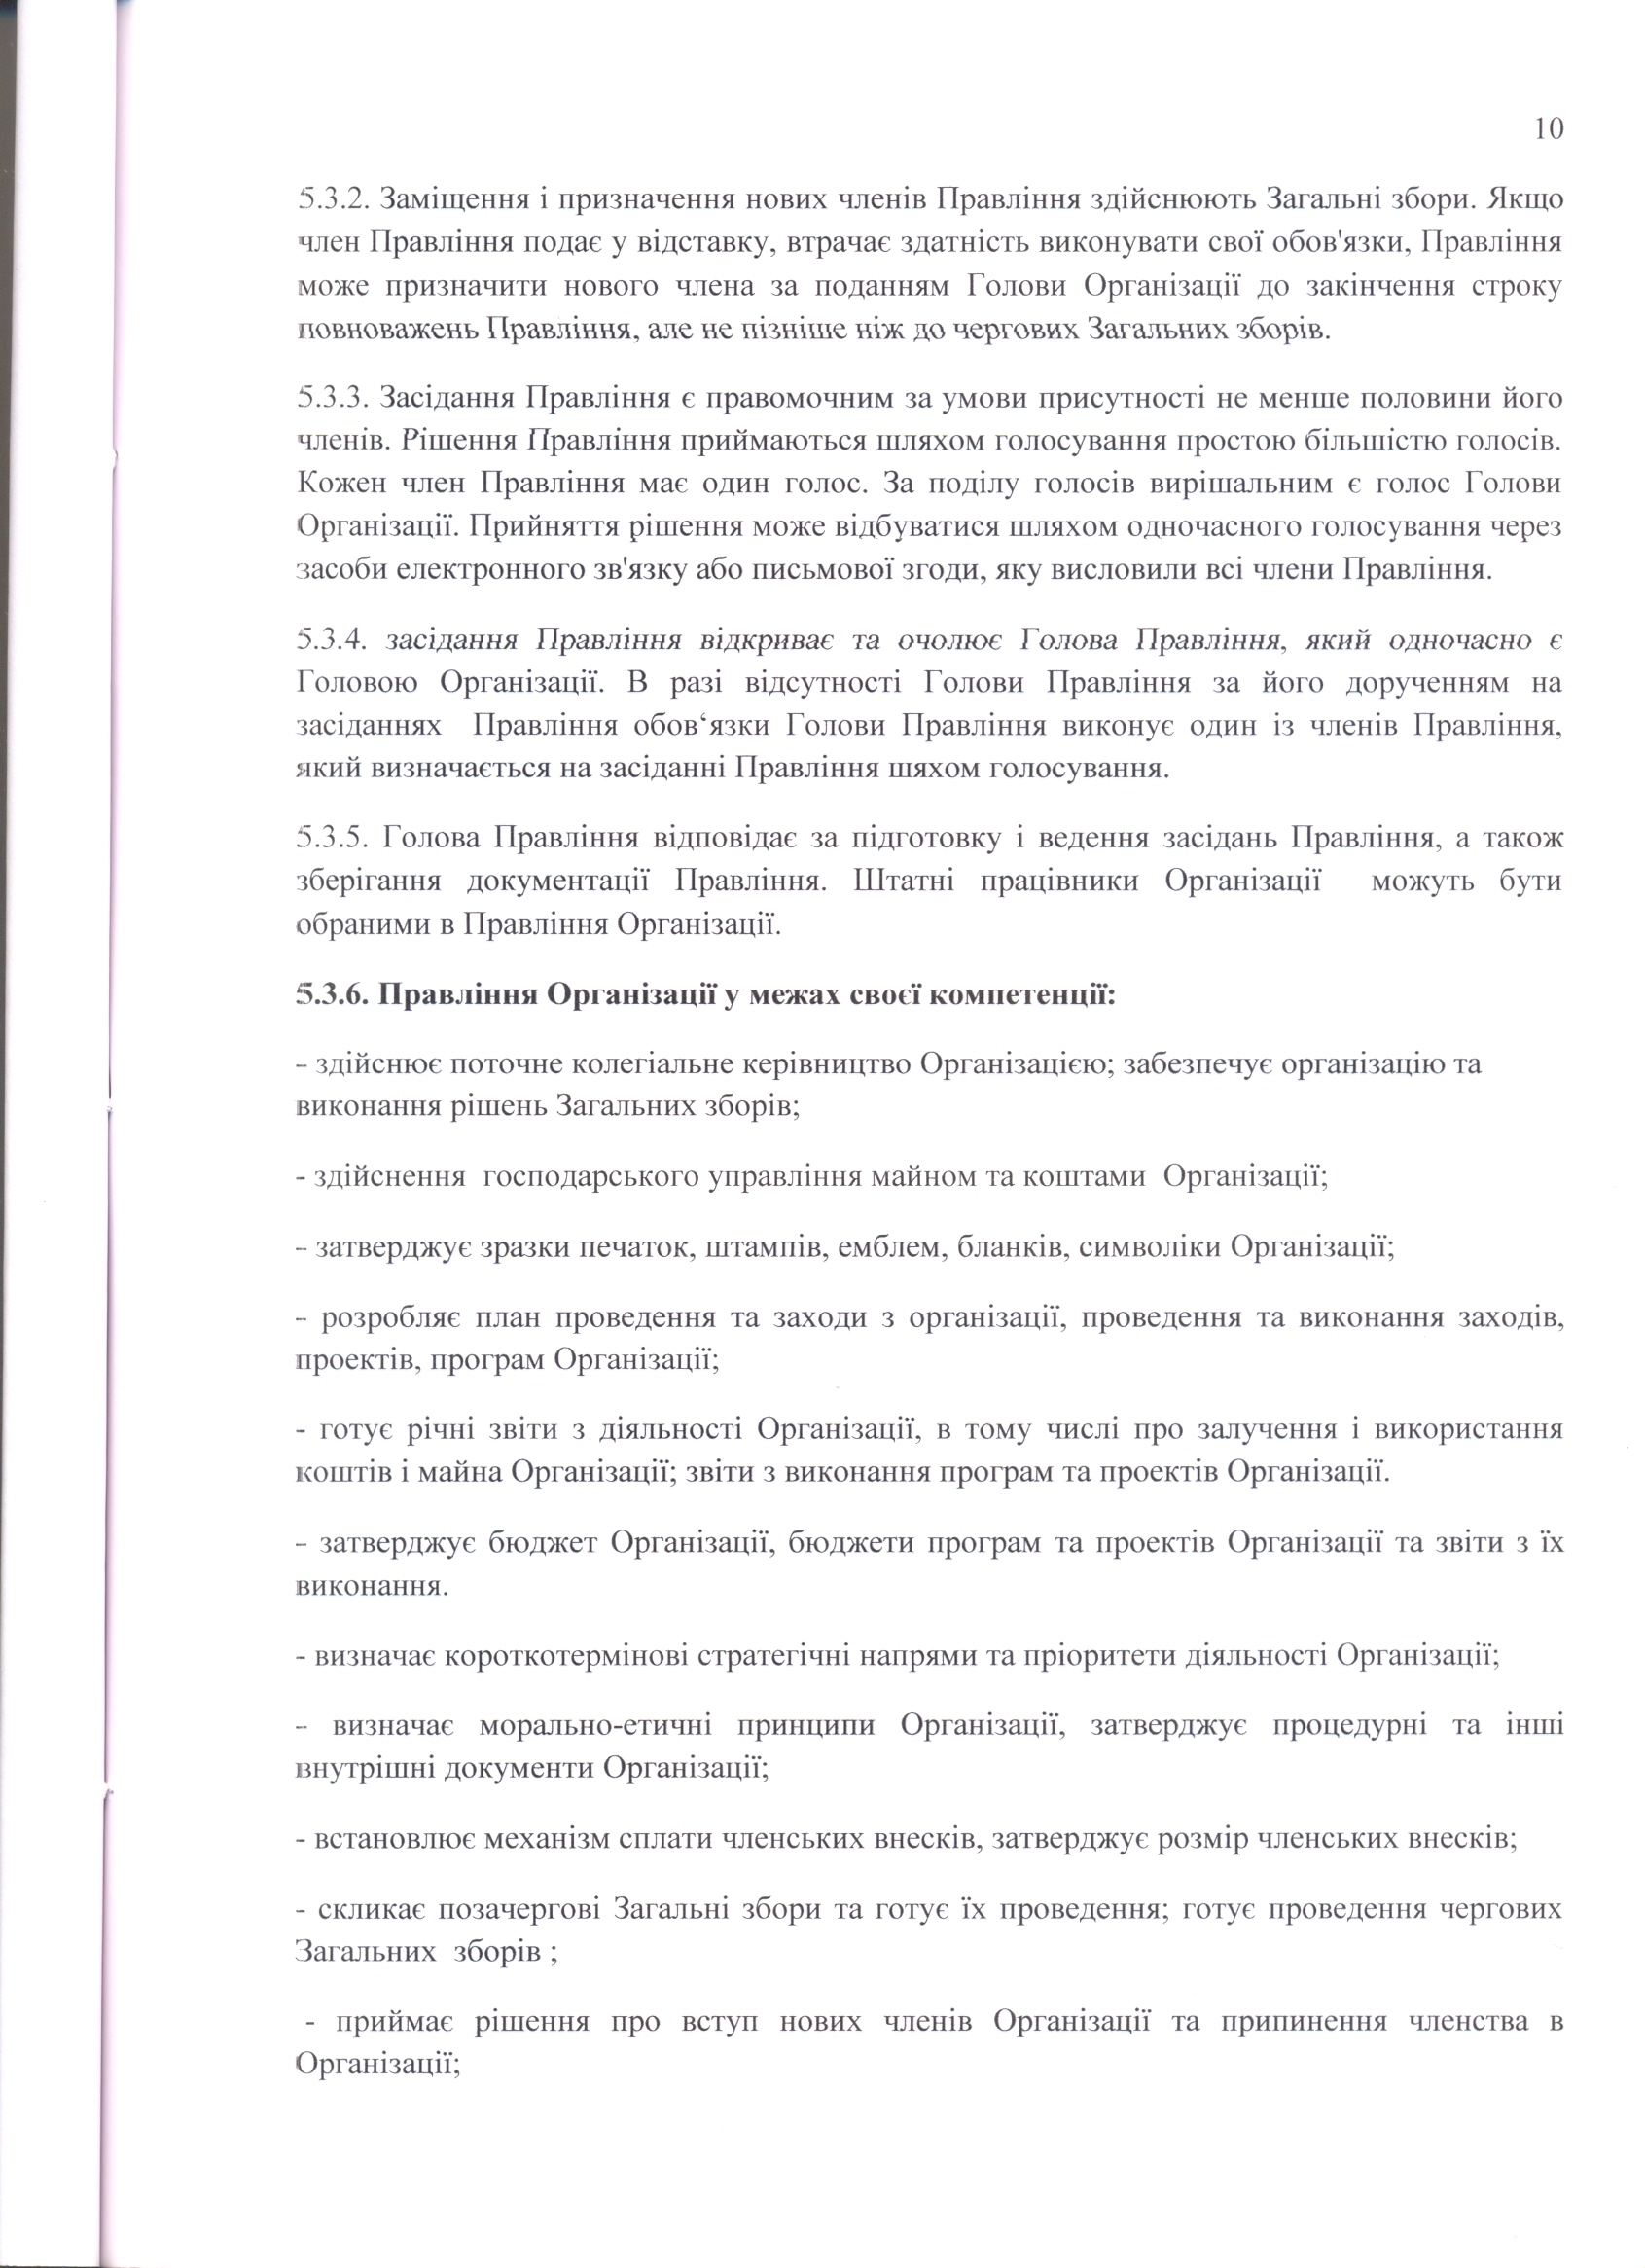 10
5.3.2. Заміщення і призначення нових членів Правління здійснюють Загальні збори. Якщо
член Правління подає у відставку, втрачає здатність виконувати свої обов'язки, Правління
може призначити нового члена за поданням Голови Організації до закінчення строку
повноважень Правління, але не пізніше ніж до чергових Загальних зборів.
5.3.3. Засідання Правління є правомочним за умови присутності не менше половини його
членів. Рішення Правління приймаються шляхом голосування простою більшістю голосів.
Кожен член Правління має один голос. За поділу голосів вирішальним є голос Голови
Організації. Прийняття рішення може відбуватися шляхом одночасного голосування через
засоби електронного зв'язку або письмової згоди, яку висловили всі члени Правління.
5.3.4. засідання Правління відкриває та очолює Голова Правління, який одночасно є
Головою Організації. В разі відсутності Голови Правління за його дорученням на
засіданнях Правління обов‘язки Голови Правління виконує один із членів Правління,
який визначається на засіданні Правління шяхом голосування.
5.3.5. Голова Правління відповідає за підготовку і ведення засідань Правління, а також
зберігання документації Правління. Штатні працівники Організації можуть бути
обраними в Правління Організації.
5.3.6. Правління Організації у межах своєї компетенції:
- здійснює поточне колегіальне керівництво Організацією; забезпечує організацію та
виконання рішень Загальних зборів;
- здійснення господарського управління майном та коштами Організації;
- затверджує зразки печаток, штампів, емблем, бланків, символіки Організації;
- розробляє план проведення та заходи з організації, проведення та виконання заходів,
проектів, програм Організації;
- готує річні звіти з діяльності Організації, в тому числі про залучення і використання
коштів і майна Організації; звіти з виконання програм та проектів Організації.
- затверджує бюджет Організації, бюджети програм та проектів Організації та звіти з їх
виконання.
- визначає короткотермінові стратегічні напрями та пріоритети діяльності Організації;
- визначає морально-етичні принципи Організації, затверджує процедурні та інші
внутрішні документи Організації;
- встановлює механізм сплати членських внесків, затверджує розмір членських внесків;
- скликає позачергові Загальні збори та готує їх проведення; готує проведення чергових
Загальних зборів ;
- приймає рішення про вступ нових членів Організації та припинення членства в
Організації;